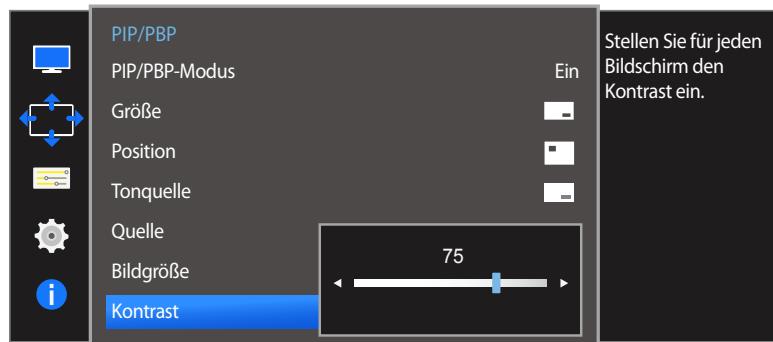 PIP/PBP
PIP/PBP-Modus Ein
Größe
Position
Tonquelle
Quelle
Bildgröße
Kontrast
75
Stellen Sie für jeden
Bildschirm den
Kontrast ein.
i